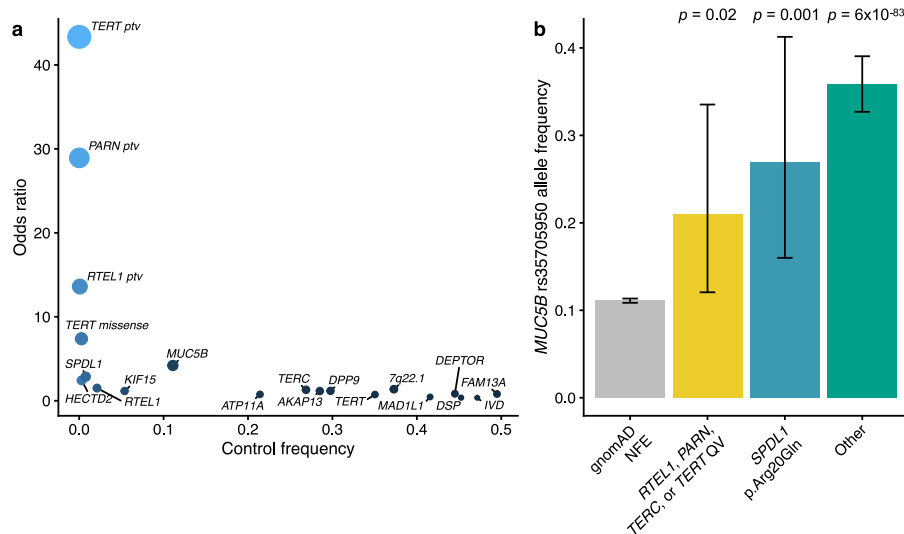 a
TERT ptv
PARN ptv
RTEL1 ptv
TERT missense
SPDL1
HECTD2
RTEL1
KIF15
MUC5B
ATP11A
TERC
AKAP13
DPP9
TERT
7q22.1
MAD1L1
DEPTOR
DSP
FAM13A
IVD
Odds ratio
40
30
20
10
0
0.0 0.1 0.2 0.3 0.4 0.5
Control frequency
b
p = 0.02 p = 0.001 p = 6x10-83
MUC5B rs35705950 allele frequency
0.4
0.3
0.2
0.1
0.0
gnomAD
NFE
RTEL1, PARN,
TERC, or TERT QV
SPDL1
p.Arg20Gln
Other